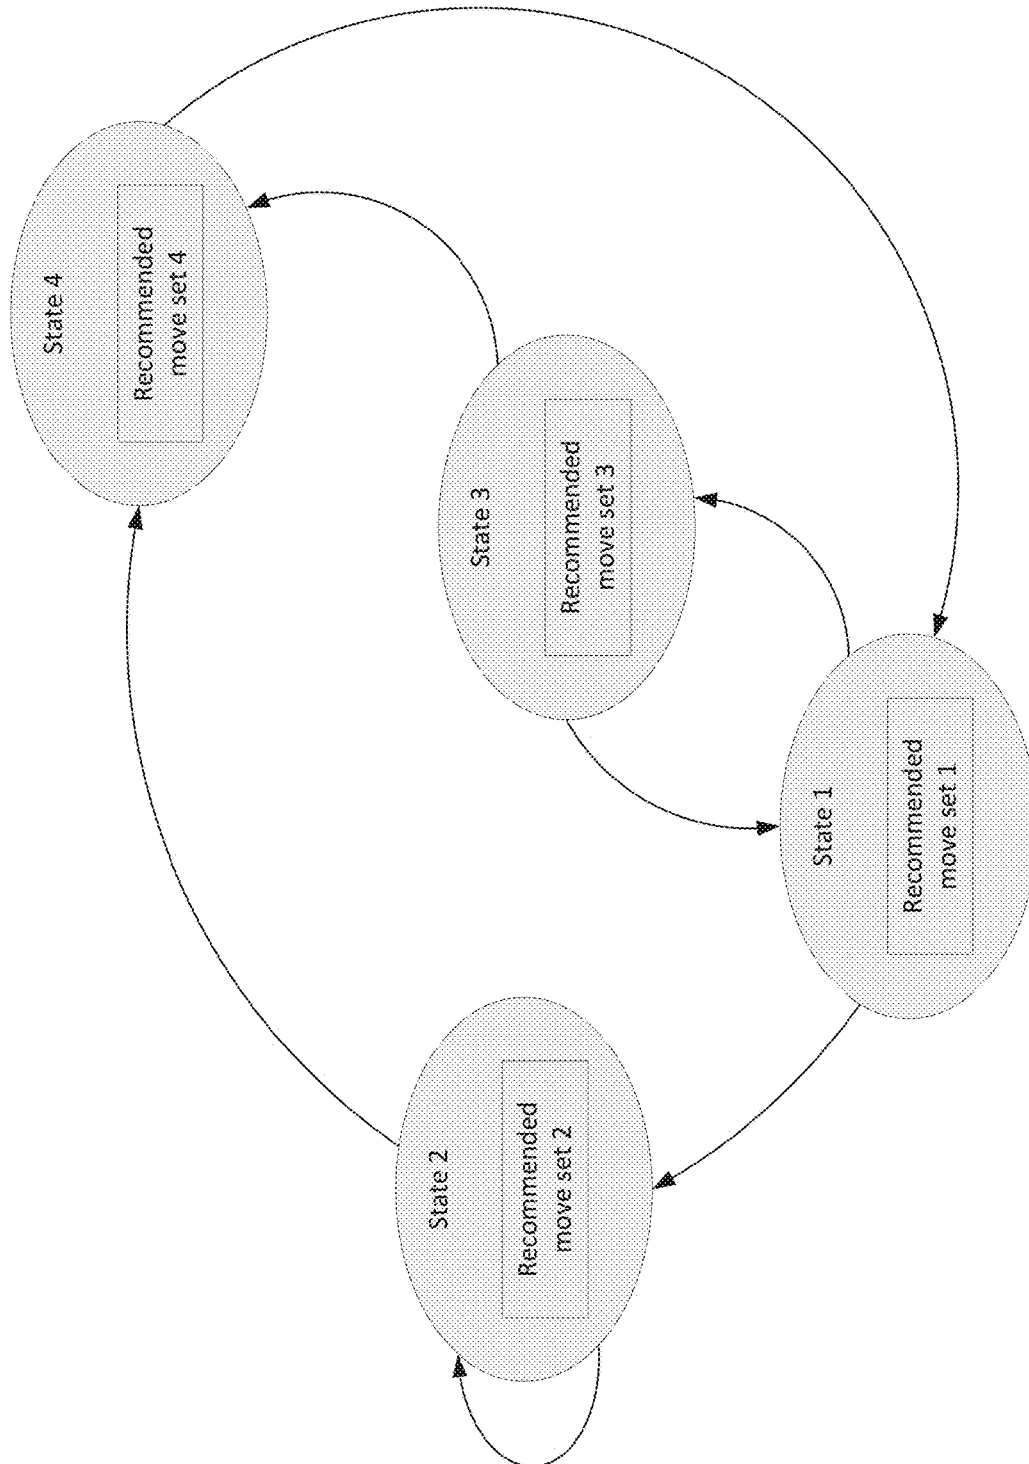 State 4
Recommended
move set 4
State 3
Recommended
move set 3
State 1
Recommended
move set 1
State 2
Recommended
move set 2